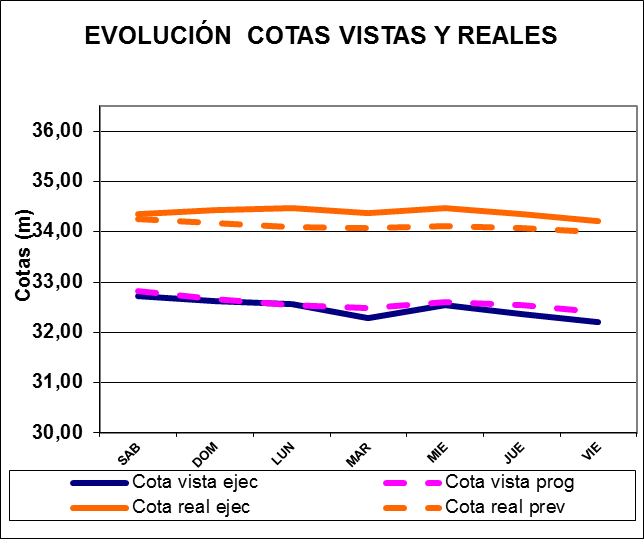 EVOLUCIÓN  COTAS VISTAS Y REALES
Cotas (m)
36,00
35,00
34,00
33,00
32,00
31,00
30,00
SAB DOM LUN MAR MIE JUE VIE
Cota vista ejec Cota vista prog
Cota real ejec Cota real prev